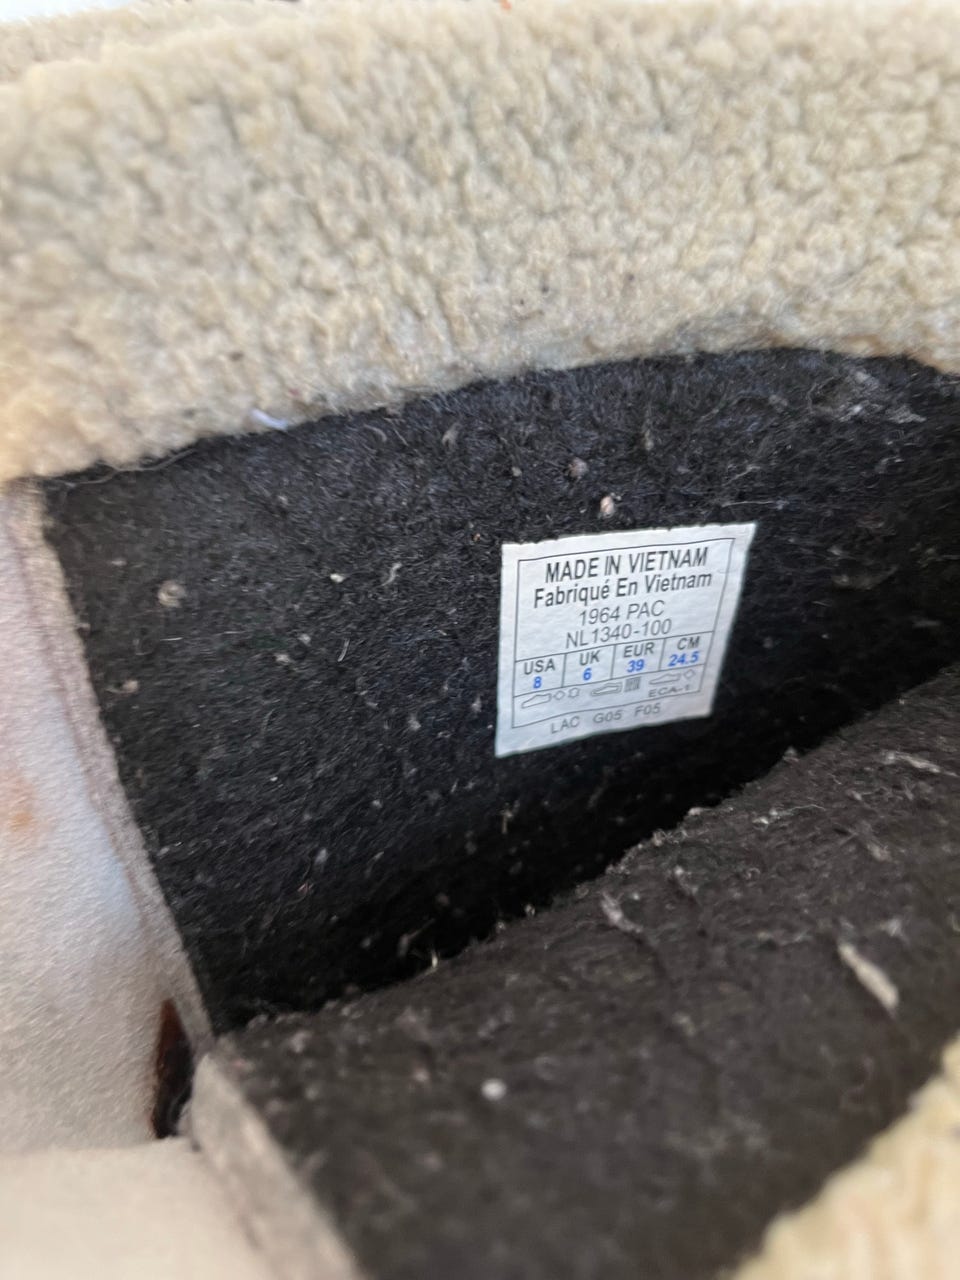 MADE IN VIETNAM
Fabriqué En Vietnam
1964 PAC
NL1340-100
USA UK EUR CM
8 6 39 24.5
ECA-1
LAC G05 F05